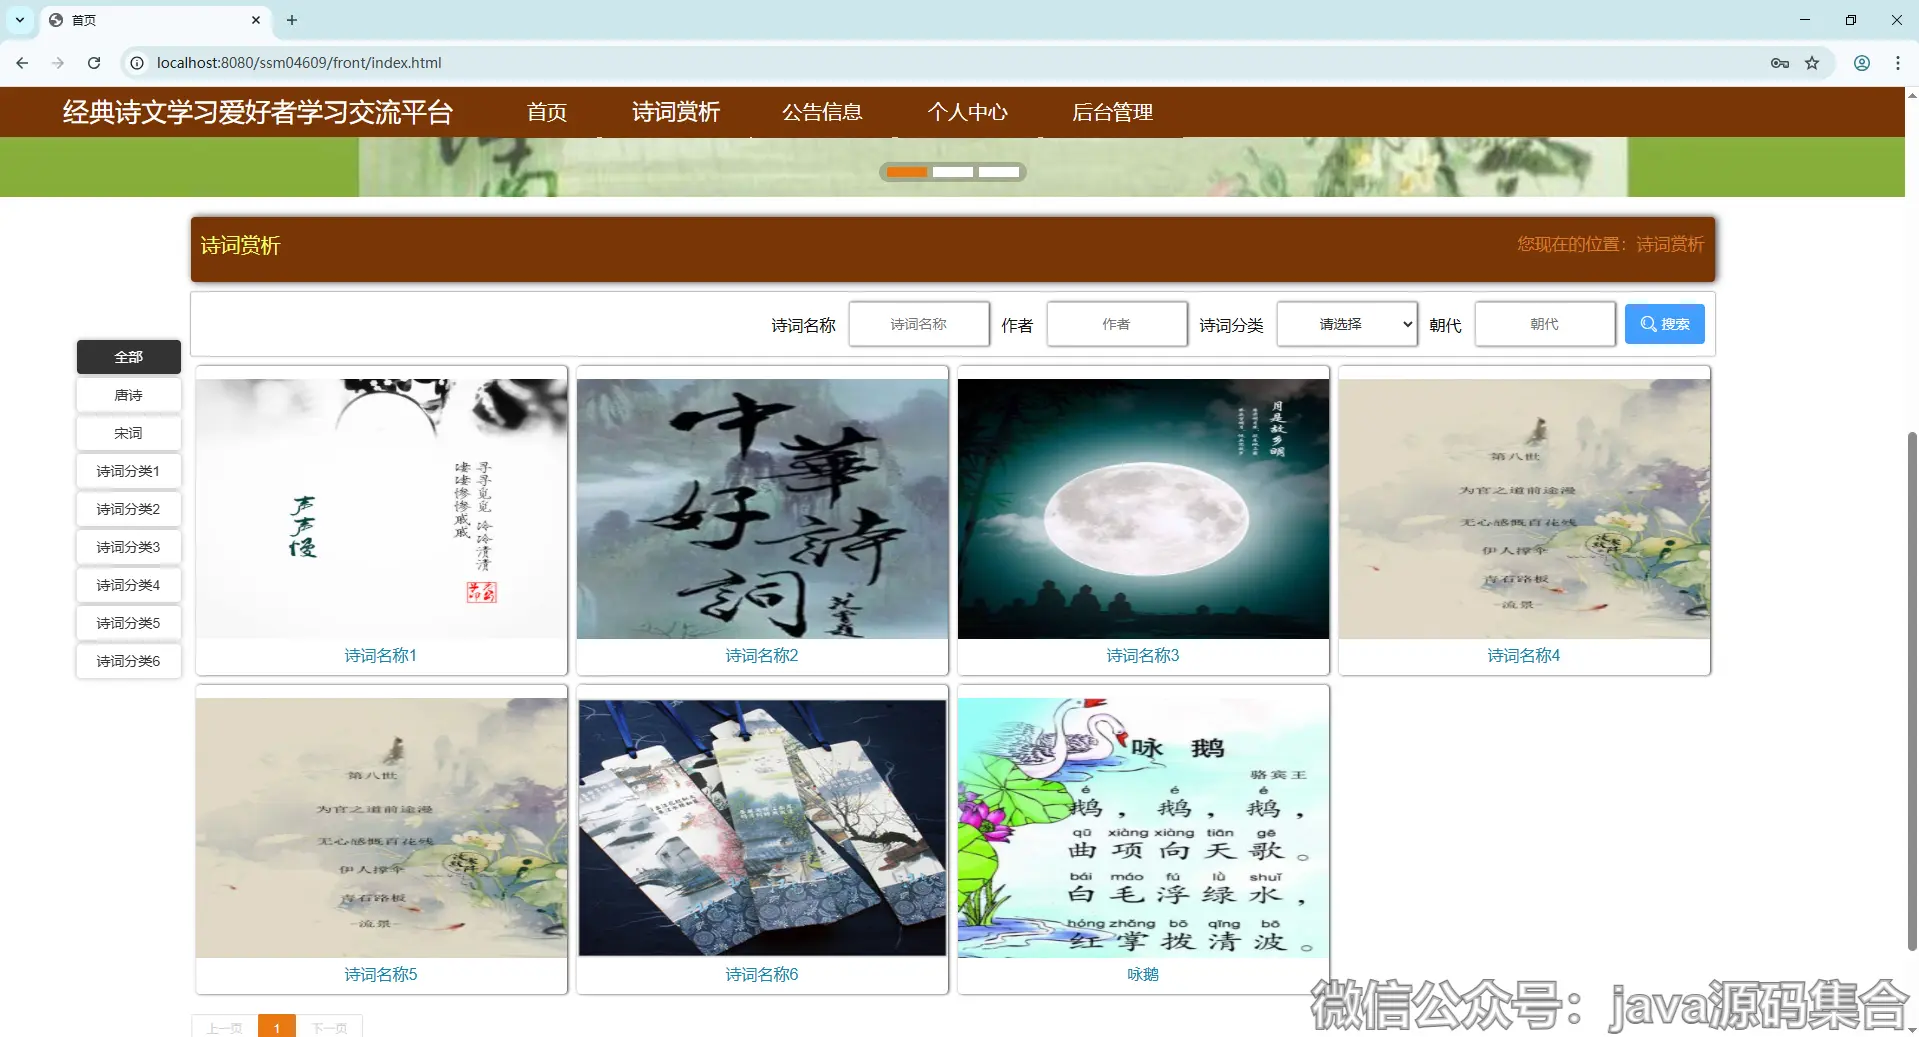 首页
localhost:8080/ssm04609/front/index.html
经典诗文学习爱好者学习交流平台 首页 诗词赏析 公告信息 个人中心 后台管理
诗词赏析 您现在的位置：诗词赏析
诗词名称 诗词名称 作者 作者 诗词分类 请选择 朝代 朝代 搜索
全部
唐诗
宋词
诗词分类1
诗词分类2
诗词分类3
诗词分类4
诗词分类5
诗词分类6
寻寻觅觅 冷冷清清
凄凄惨惨戚戚
声声慢
诗词名称1
中華
好詩
詞
诗词名称2
月是故乡明
诗词名称3
第八世
为官之道前途漫
无心感慨百花残
伊人撑伞
青石路板
-流景-
诗词名称4
第八世
为官之道前途漫
无心感慨百花残
伊人撑伞
青石路板
-流景-
诗词名称5
诗词名称6
咏 鹅
骆宾王
é é é
鹅，鹅，鹅，
qū xiàng xiàng tiān gē
曲项向天歌。
bái máo fú lǜ shuǐ
白毛浮绿水，
hóng zhǎng bō qīng bō
红掌拨清波。
咏鹅
上一页 1 下一页
微信公众号：java源码集合